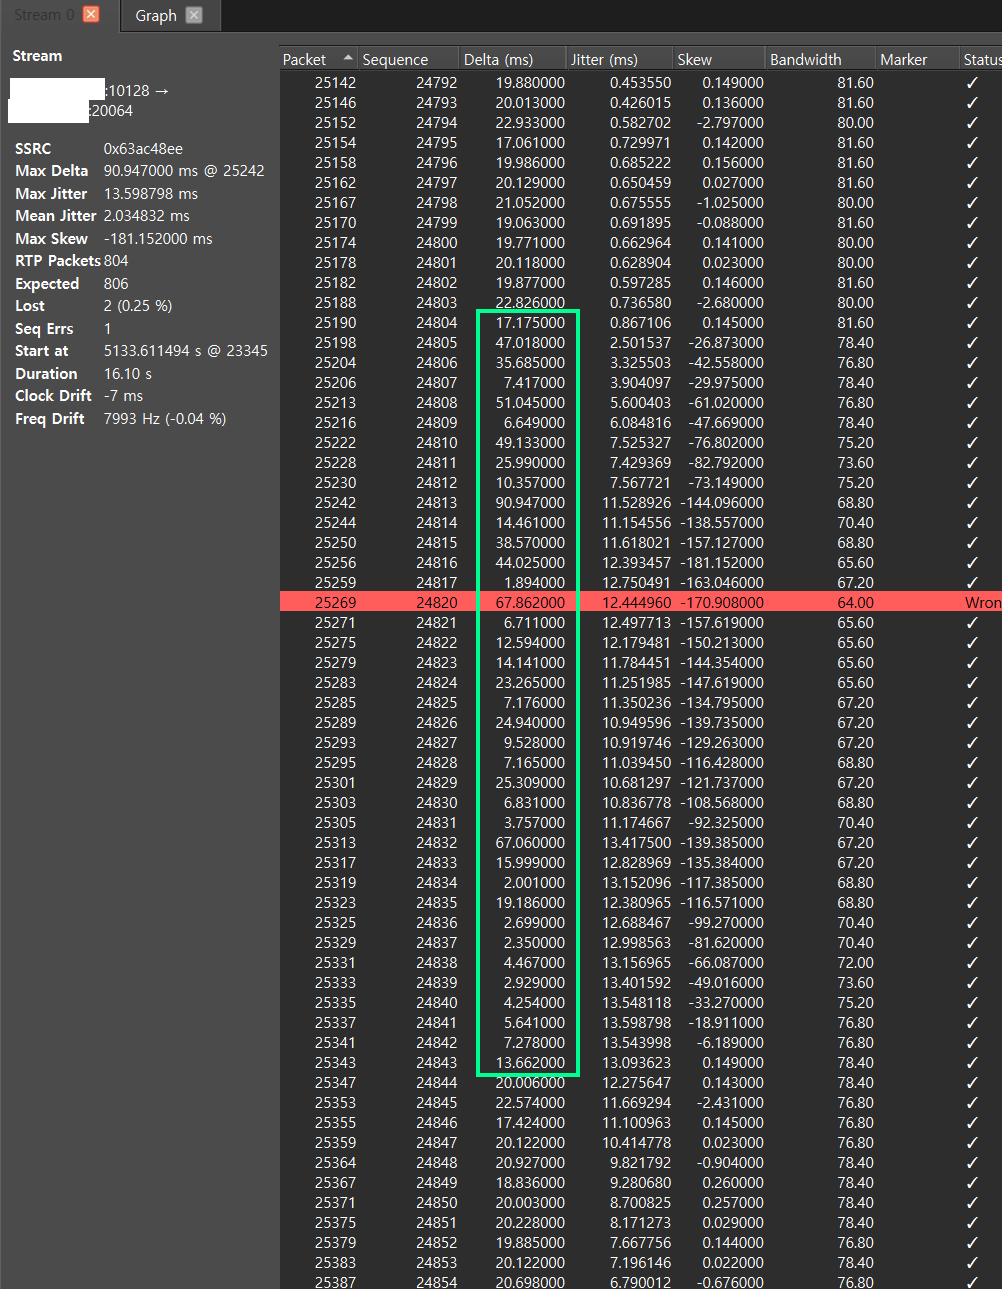 Stream 0
Graph
Stream
:10128 →
:20064
SSRC 0x63ac48ee
Max Delta 90.947000 ms @ 25242
Max Jitter 13.598798 ms
Mean Jitter 2.034832 ms
Max Skew -181.152000 ms
RTP Packets 804
Expected 806
Lost 2 (0.25 %)
Seq Errs 1
Start at 5133.611494 s @ 23345
Duration 16.10 s
Clock Drift -7 ms
Freq Drift 7993 Hz (-0.04 %)
Packet Sequence Delta (ms) Jitter (ms) Skew Bandwidth Marker Status
25142 24792 19.880000 0.453550 0.149000 81.60 ✓
25146 24793 20.013000 0.426015 0.136000 81.60 ✓
25152 24794 22.933000 0.582702 -2.797000 80.00 ✓
25154 24795 17.061000 0.729971 0.142000 81.60 ✓
25158 24796 19.986000 0.685222 0.156000 81.60 ✓
25162 24797 20.129000 0.650459 0.027000 81.60 ✓
25167 24798 21.052000 0.675555 -1.025000 80.00 ✓
25170 24799 19.063000 0.691895 -0.088000 81.60 ✓
25174 24800 19.771000 0.662964 0.141000 80.00 ✓
25178 24801 20.118000 0.628904 0.023000 80.00 ✓
25182 24802 19.877000 0.597285 0.146000 81.60 ✓
25188 24803 22.826000 0.736580 -2.680000 80.00 ✓
25190 24804 17.175000 0.867106 0.145000 81.60 ✓
25198 24805 47.018000 2.501537 -26.873000 78.40 ✓
25204 24806 35.685000 3.325503 -42.558000 76.80 ✓
25206 24807 7.417000 3.904097 -29.975000 78.40 ✓
25213 24808 51.045000 5.600403 -61.020000 76.80 ✓
25216 24809 6.649000 6.084816 -47.669000 78.40 ✓
25222 24810 49.133000 7.525327 -76.802000 75.20 ✓
25228 24811 25.990000 7.429369 -82.792000 73.60 ✓
25230 24812 10.357000 7.567721 -73.149000 75.20 ✓
25242 24813 90.947000 11.528926 -144.096000 68.80 ✓
25244 24814 14.461000 11.154556 -138.557000 70.40 ✓
25250 24815 38.570000 11.618021 -157.127000 68.80 ✓
25256 24816 44.025000 12.393457 -181.152000 65.60 ✓
25259 24817 1.894000 12.750491 -163.046000 67.20 ✓
25269 24820 67.862000 12.444960 -170.908000 64.00 Wron
25271 24821 6.711000 12.497713 -157.619000 65.60 ✓
25275 24822 12.594000 12.179481 -150.213000 65.60 ✓
25279 24823 14.141000 11.784451 -144.354000 65.60 ✓
25283 24824 23.265000 11.251985 -147.619000 65.60 ✓
25285 24825 7.176000 11.350236 -134.795000 67.20 ✓
25289 24826 24.940000 10.949596 -139.735000 67.20 ✓
25293 24827 9.528000 10.919746 -129.263000 67.20 ✓
25295 24828 7.165000 11.039450 -116.428000 68.80 ✓
25301 24829 25.309000 10.681297 -121.737000 67.20 ✓
25303 24830 6.831000 10.836778 -108.568000 68.80 ✓
25305 24831 3.757000 11.174667 -92.325000 70.40 ✓
25313 24832 67.060000 13.417500 -139.385000 67.20 ✓
25317 24833 15.999000 12.828969 -135.384000 67.20 ✓
25319 24834 2.001000 13.152096 -117.385000 68.80 ✓
25323 24835 19.186000 12.380965 -116.571000 68.80 ✓
25325 24836 2.699000 12.688467 -99.270000 70.40 ✓
25329 24837 2.350000 12.998563 -81.620000 70.40 ✓
25331 24838 4.467000 13.156965 -66.087000 72.00 ✓
25333 24839 2.929000 13.401592 -49.016000 73.60 ✓
25335 24840 4.254000 13.548118 -33.270000 75.20 ✓
25337 24841 5.641000 13.598798 -18.911000 76.80 ✓
25341 24842 7.278000 13.543998 -6.189000 76.80 ✓
25343 24843 13.662000 13.093623 0.149000 78.40 ✓
25347 24844 20.006000 12.275647 0.143000 78.40 ✓
25353 24845 22.574000 11.669294 -2.431000 76.80 ✓
25355 24846 17.424000 11.100963 0.145000 76.80 ✓
25359 24847 20.122000 10.414778 0.023000 76.80 ✓
25364 24848 20.927000 9.821792 -0.904000 78.40 ✓
25367 24849 18.836000 9.280680 0.260000 78.40 ✓
25371 24850 20.003000 8.700825 0.257000 78.40 ✓
25375 24851 20.228000 8.171273 0.029000 78.40 ✓
25379 24852 19.885000 7.667756 0.144000 76.80 ✓
25383 24853 20.122000 7.196146 0.022000 78.40 ✓
25387 24854 20.698000 6.790012 -0.676000 76.80 ✓